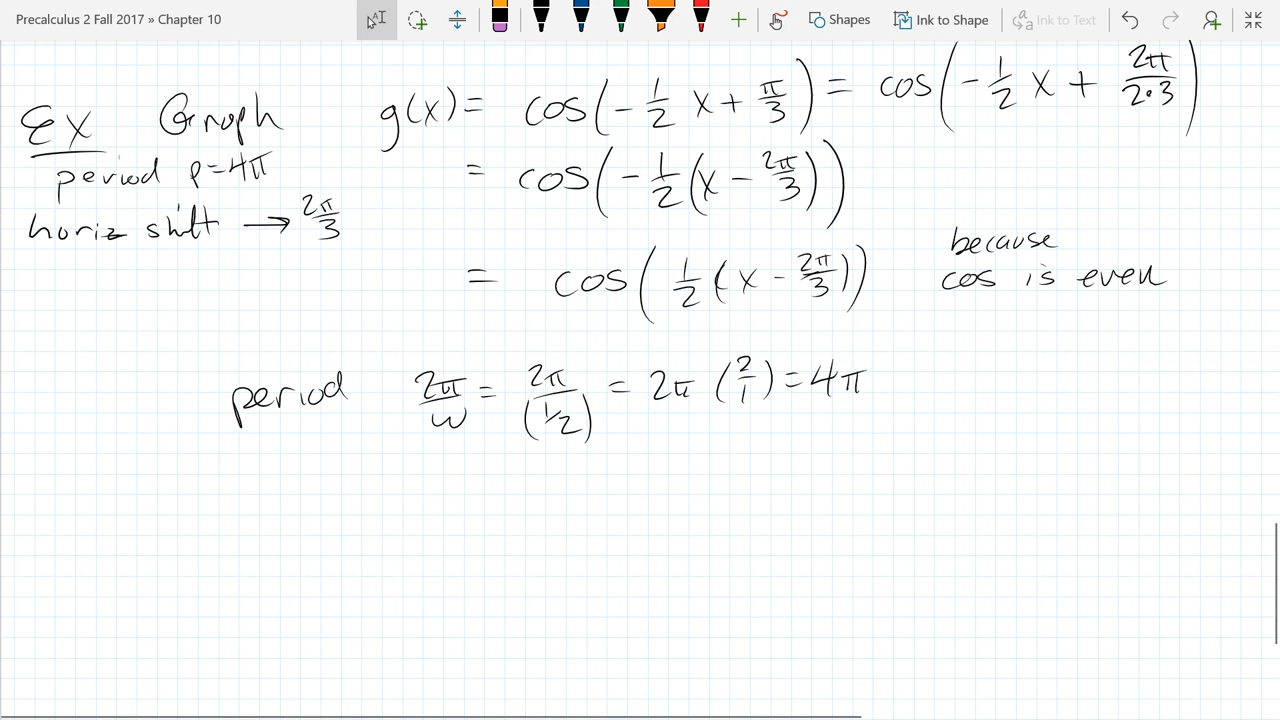 Precalculus 2 Fall 2017 » Chapter 10
Shapes
Ink to Shape
Ink to Text
Ex Graph g(x) = cos(-1/2 x + π/3) = cos(-1/2 x + 2π/2·3)
period p=4π
= cos(-1/2(x - 2π/3))
horiz shift → 2π/3
= cos(1/2(x - 2π/3))
because
cos is even
period 2π/ω = 2π/(1/2) = 2π (2/1) = 4π